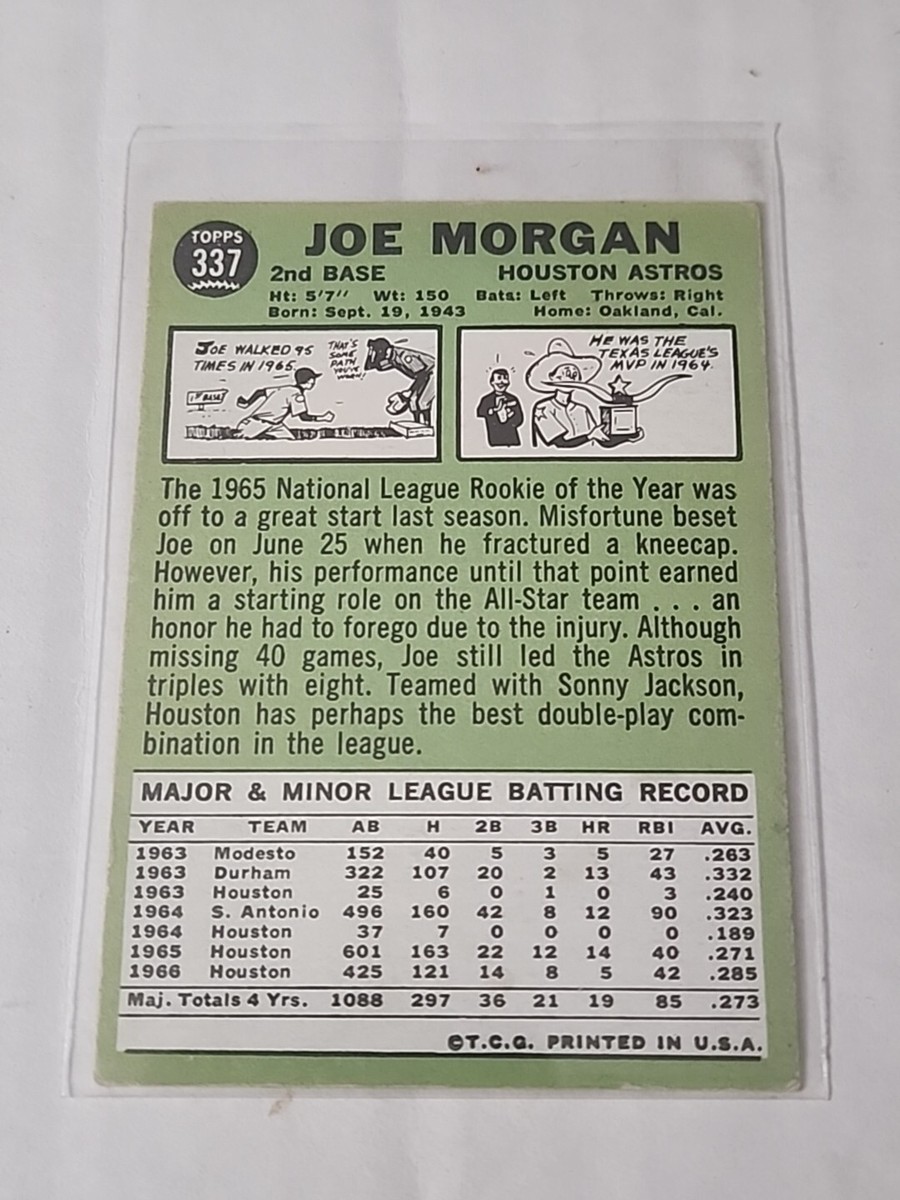 TOPPS
337
JOE MORGAN
2nd BASE HOUSTON ASTROS
Ht: 5'7" Wt: 150 Bats: Left Throws: Right
Born: Sept. 19, 1943 Home: Oakland, Cal.
JOE WALKED 95
TIMES IN 1965.
THAT'S
SOME
PATH
YOU'VE
WORN!
1ST BASE
HE WAS THE
TEXAS LEAGUE'S
MVP IN 1964.
The 1965 National League Rookie of the Year was
off to a great start last season. Misfortune beset
Joe on June 25 when he fractured a kneecap.
However, his performance until that point earned
him a starting role on the All-Star team . . . an
honor he had to forego due to the injury. Although
missing 40 games, Joe still led the Astros in
triples with eight. Teamed with Sonny Jackson,
Houston has perhaps the best double-play com-
bination in the league.
MAJOR & MINOR LEAGUE BATTING RECORD
YEAR TEAM AB H 2B 3B HR RBI AVG.
1963 Modesto 152 40 5 3 5 27 .263
1963 Durham 322 107 20 2 13 43 .332
1963 Houston 25 6 0 1 0 3 .240
1964 S. Antonio 496 160 42 8 12 90 .323
1964 Houston 37 7 0 0 0 0 .189
1965 Houston 601 163 22 12 14 40 .271
1966 Houston 425 121 14 8 5 42 .285
Maj. Totals 4 Yrs. 1088 297 36 21 19 85 .273
©T.C.G. PRINTED IN U.S.A.